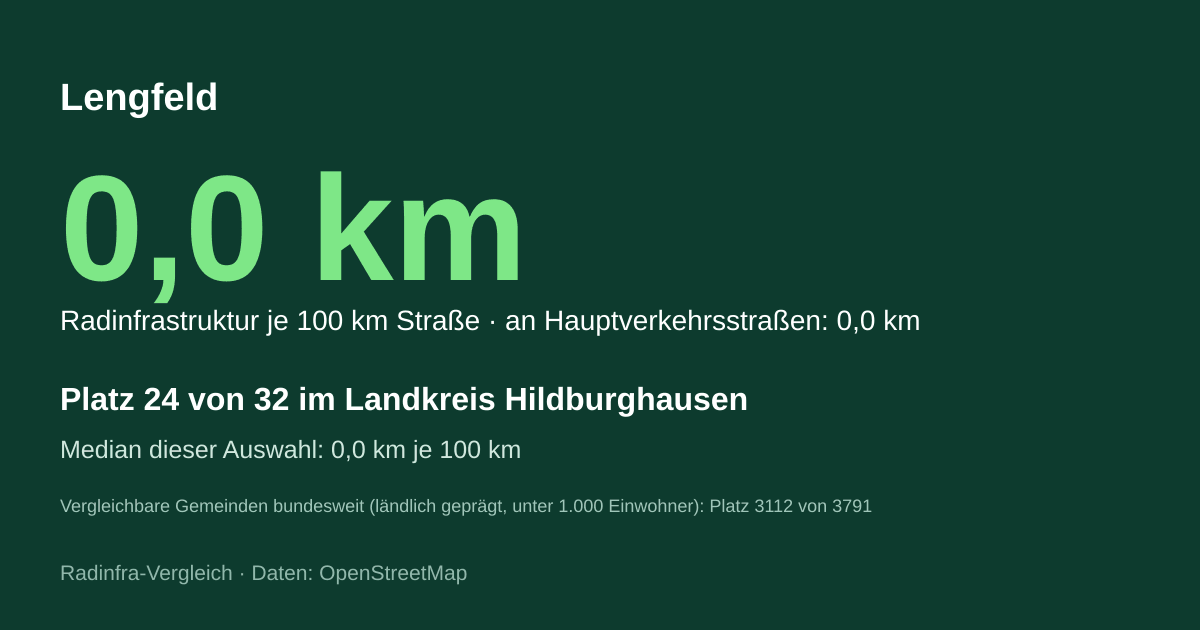 Lengfeld
0,0 km
Radinfrastruktur je 100 km Straße · an Hauptverkehrsstraßen: 0,0 km
Platz 24 von 32 im Landkreis Hildburghausen
Median dieser Auswahl: 0,0 km je 100 km
Vergleichbare Gemeinden bundesweit (ländlich geprägt, unter 1.000 Einwohner): Platz 3112 von 3791
Radinfra-Vergleich · Daten: OpenStreetMap